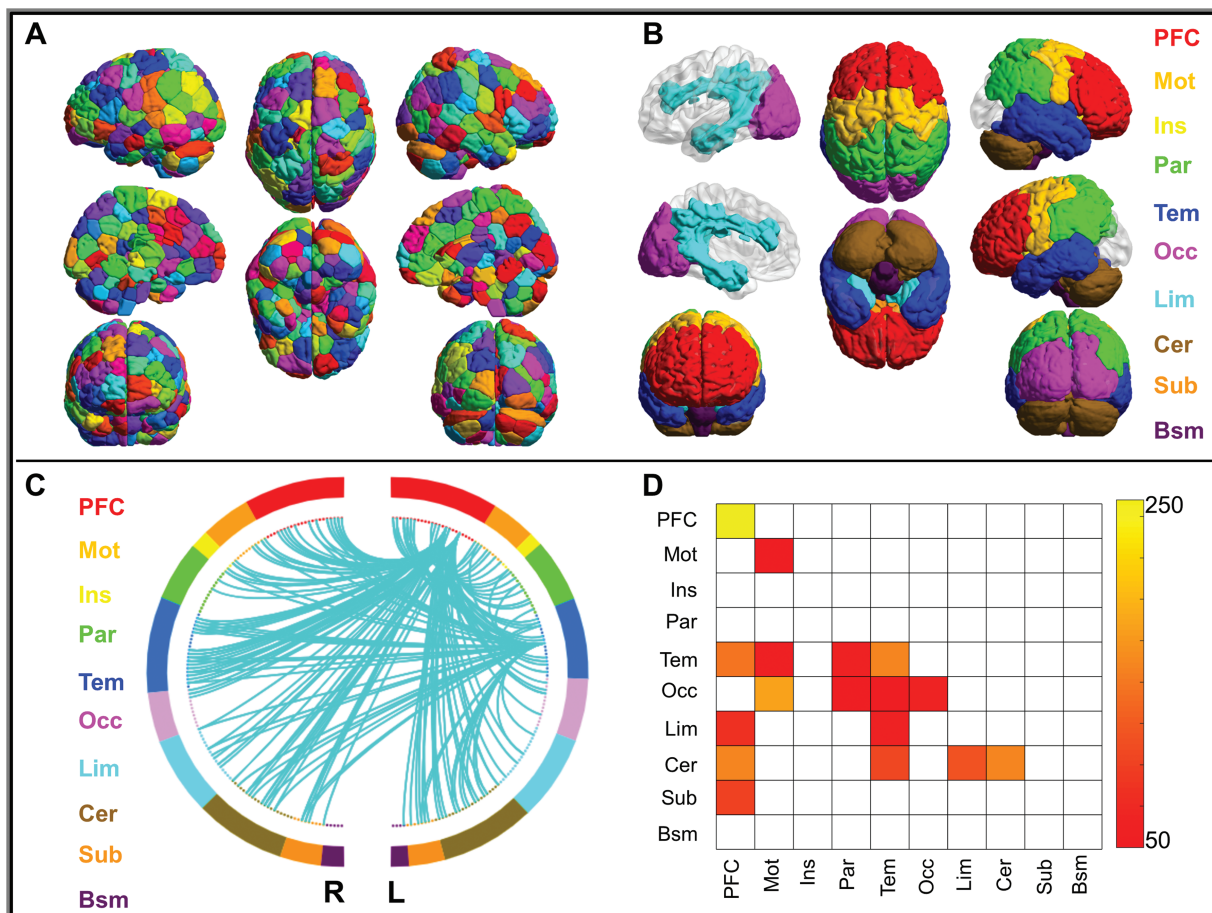 A
B
PFC
Mot
Ins
Par
Tem
Occ
Lim
Cer
Sub
Bsm
C
PFC
Mot
Ins
Par
Tem
Occ
Lim
Cer
Sub
Bsm
R L
D
PFC
Mot
Ins
Par
Tem
Occ
Lim
Cer
Sub
Bsm
PFC Mot Ins Par Tem Occ Lim Cer Sub Bsm
250
50